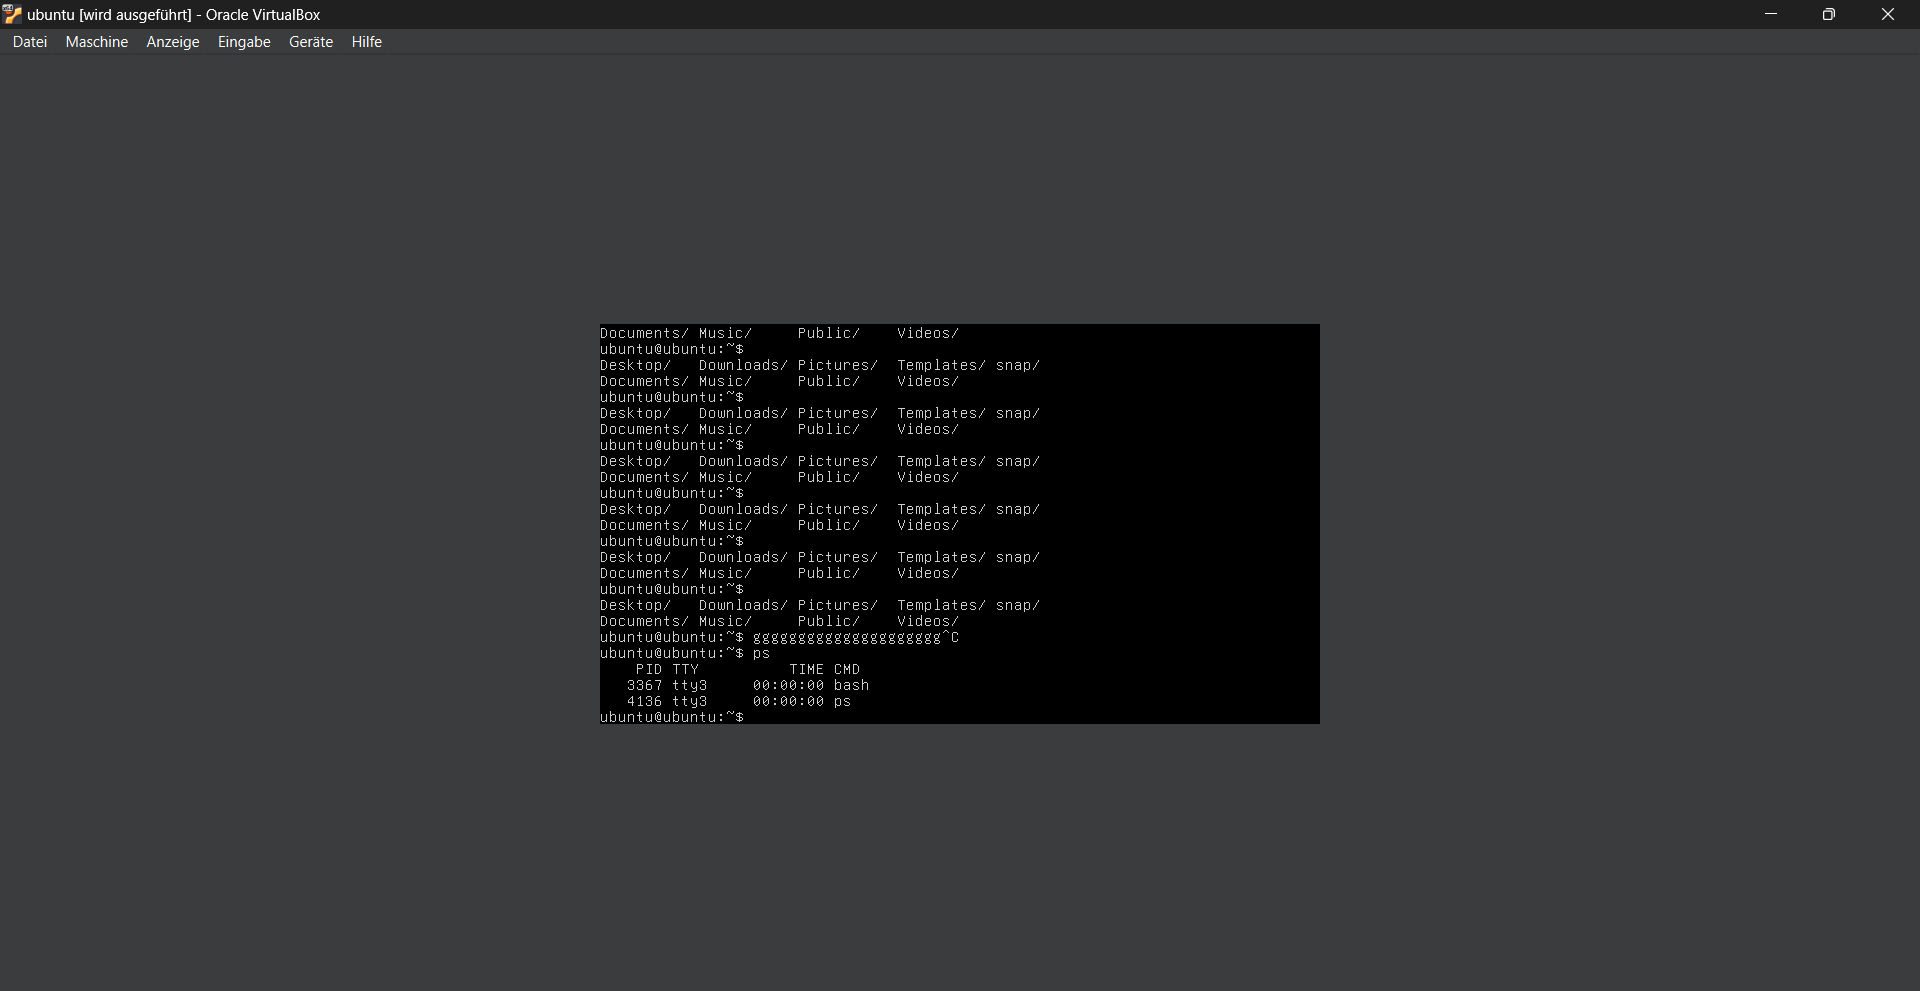 ubuntu [wird ausgeführt] - Oracle VirtualBox
Datei Maschine Anzeige Eingabe Geräte Hilfe
Documents/ Music/     Public/    Videos/
ubuntu@ubuntu:~$
Desktop/   Downloads/ Pictures/  Templates/ snap/
Documents/ Music/     Public/    Videos/
ubuntu@ubuntu:~$
Desktop/   Downloads/ Pictures/  Templates/ snap/
Documents/ Music/     Public/    Videos/
ubuntu@ubuntu:~$
Desktop/   Downloads/ Pictures/  Templates/ snap/
Documents/ Music/     Public/    Videos/
ubuntu@ubuntu:~$
Desktop/   Downloads/ Pictures/  Templates/ snap/
Documents/ Music/     Public/    Videos/
ubuntu@ubuntu:~$
Desktop/   Downloads/ Pictures/  Templates/ snap/
Documents/ Music/     Public/    Videos/
ubuntu@ubuntu:~$
Desktop/   Downloads/ Pictures/  Templates/ snap/
Documents/ Music/     Public/    Videos/
ubuntu@ubuntu:~$ ggggggggggggggggggggg^C
ubuntu@ubuntu:~$ ps
    PID TTY          TIME CMD
   3367 tty3     00:00:00 bash
   4136 tty3     00:00:00 ps
ubuntu@ubuntu:~$